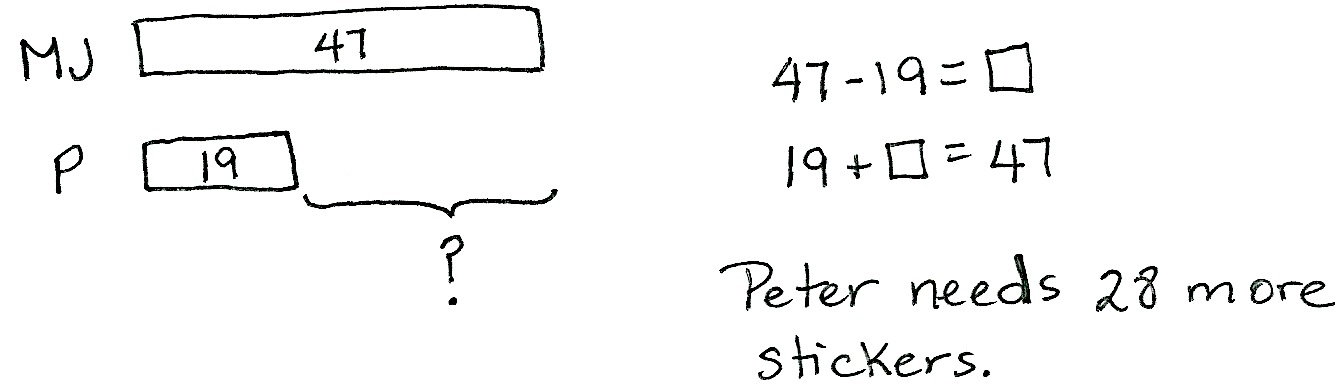 MJ 47
P 19
?
47-19=□
19+□=47
Peter needs 28 more
stickers.